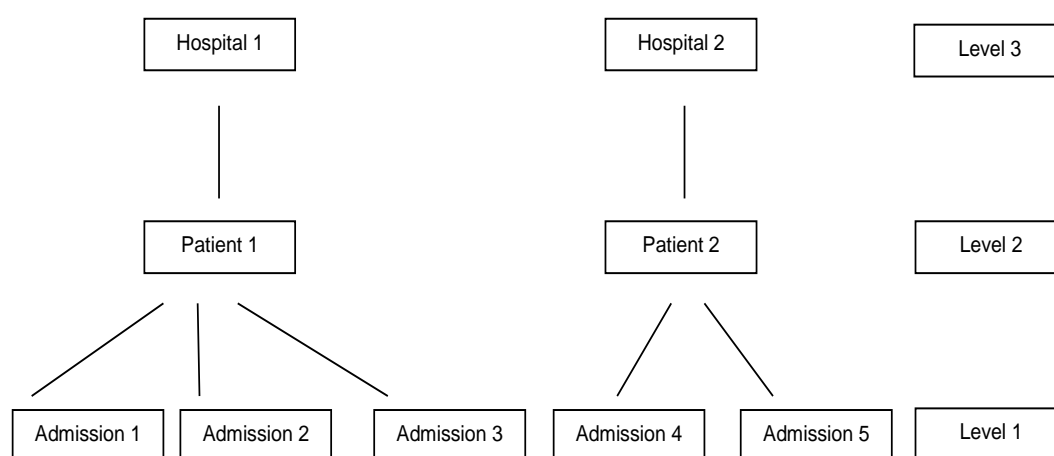 Hospital 1 Hospital 2 Level 3
Patient 1 Patient 2 Level 2
Admission 1 Admission 2 Admission 3 Admission 4 Admission 5 Level 1